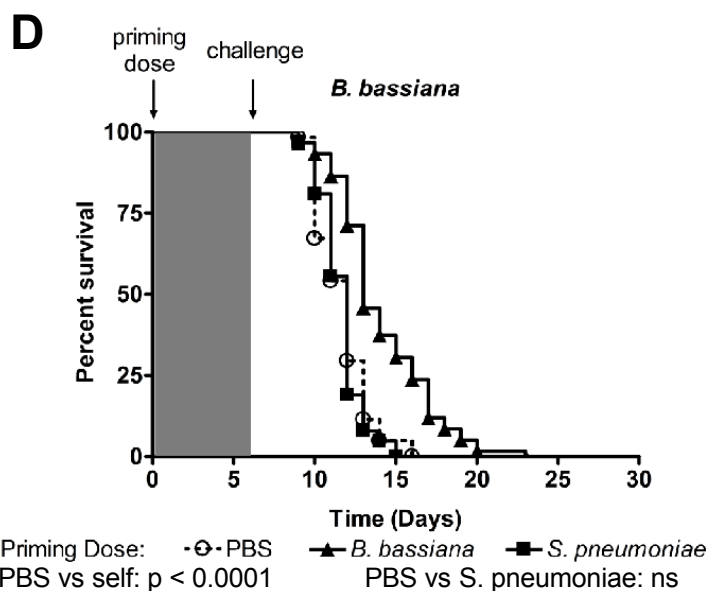 D
priming
dose
challenge
B. bassiana
100
75
50
25
0
Percent survival
0 5 10 15 20 25 30
Time (Days)
Priming Dose: PBS B. bassiana S. pneumoniae
PBS vs self: p < 0.0001 PBS vs S. pneumoniae: ns